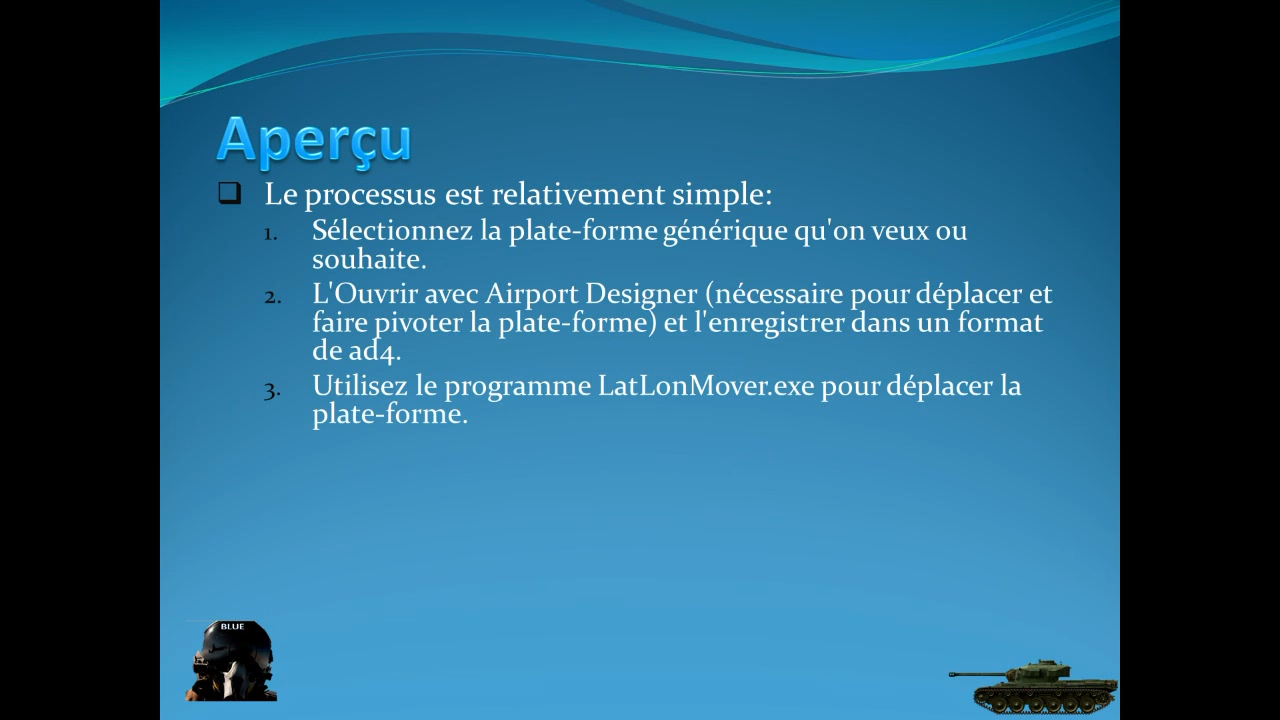 Aperçu
Le processus est relativement simple:
1. Sélectionnez la plate-forme générique qu'on veux ou
souhaite.
2. L'Ouvrir avec Airport Designer (nécessaire pour déplacer et
faire pivoter la plate-forme) et l'enregistrer dans un format
de ad4.
3. Utilisez le programme LatLonMover.exe pour déplacer la
plate-forme.
BLUE